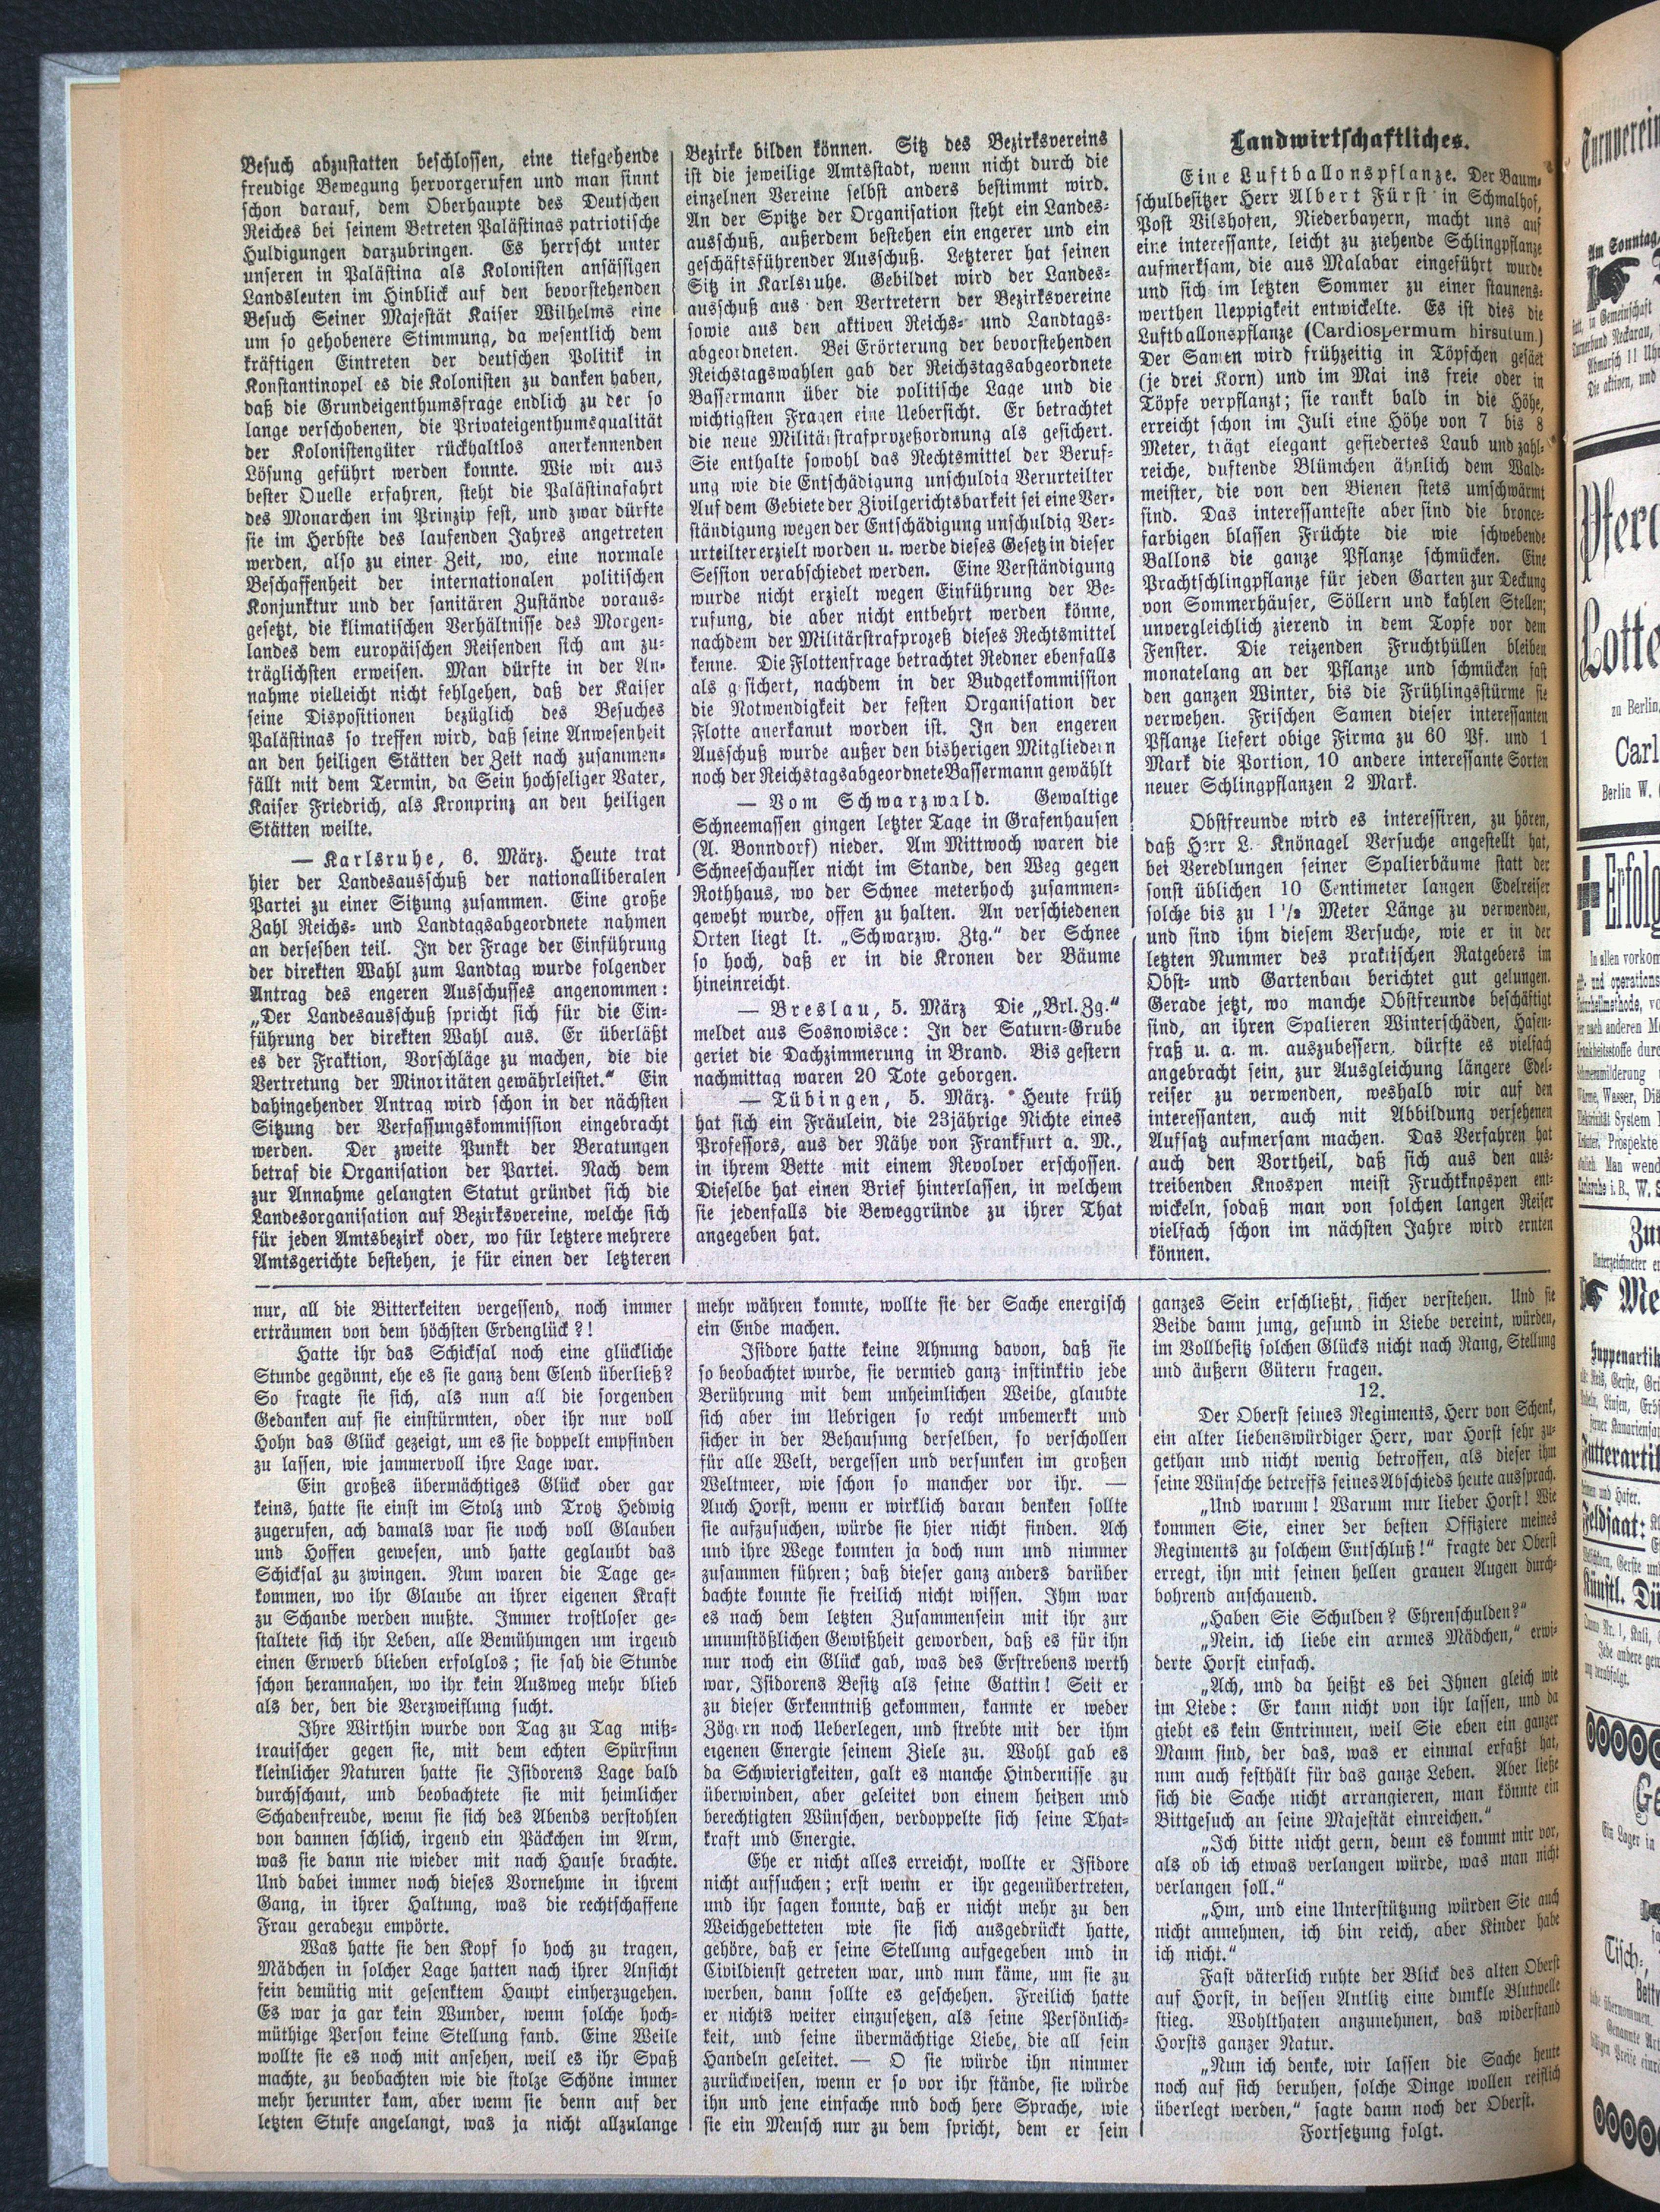 Besuch abzustatten beschlossen, eine tiefgehende
freudige Bewegung hervorgerufen und man sinnt
schon darauf, dem Oberhaupte des Deutschen
Reiches bei seinem Betreten Palästinas patriotische
Huldigungen darzubringen. Es herrscht unter
unseren in Palästina als Kolonisten ansässigen
Landsleuten im Hinblick auf den bevorstehenden
Besuch Seiner Majestät Kaiser Wilhelms eine
um so gehobenere Stimmung, da wesentlich dem
kräftigen Eintreten der deutschen Politik in
Konstantinopel es die Kolonisten zu danken haben,
daß die Grundeigenthumsfrage endlich zu der so
lange verschobenen, die Privateigenthumsqualität
der Kolonistengüter rückhaltlos anerkennenden
Lösung geführt werden konnte. Wie wir aus
bester Quelle erfahren, steht die Palästinafahrt
des Monarchen im Prinzip fest, und zwar dürfte
sie im Herbste des laufenden Jahres angetreten
werden, also zu einer Zeit, wo, eine normale
Beschaffenheit der internationalen politischen
Konjunktur und der sanitären Zustände voraus-
gesetzt, die klimatischen Verhältnisse des Morgen-
landes dem europäischen Reisenden sich am zu-
träglichsten erweisen. Man dürfte in der An-
nahme vielleicht nicht fehlgehen, daß der Kaiser
seine Dispositionen bezüglich des Besuches
Palästinas so treffen wird, daß seine Anwesenheit
an den heiligen Stätten der Zeit nach zusammen-
fällt mit dem Termin, da Sein hochseliger Vater,
Kaiser Friedrich, als Kronprinz an den heiligen
Stätten weilte.
— Karlsruhe, 6. März. Heute trat
hier der Landesausschuß der nationalliberalen
Partei zu einer Sitzung zusammen. Eine große
Zahl Reichs- und Landtagsabgeordnete nahmen
an dersesben teil. In der Frage der Einführung
der direkten Wahl zum Landtag wurde folgender
Antrag des engeren Ausschusses angenommen:
„Der Landesausschuß spricht sich für die Ein-
führung der direkten Wahl aus. Er überläßt
es der Fraktion, Vorschläge zu machen, die die
Vertretung der Minoritäten gewährleistet.“ Ein
dahingehender Antrag wird schon in der nächsten
Sitzung der Verfassungskommission eingebracht
werden. Der zweite Punkt der Beratungen
betraf die Organisation der Partei. Nach dem
zur Annahme gelangten Statut gründet sich die
Landesorganisation auf Bezirksvereine, welche sich
für jeden Amtsbezirk oder, wo für letztere mehrere
Amtsgerichte bestehen, je für einen der letzteren
Bezirke bilden können. Sitz des Bezirksvereins
ist die jeweilige Amtsstadt, wenn nicht durch die
einzelnen Vereine selbst anders bestimmt wird.
An der Spitze der Organisation steht ein Landes-
ausschuß, außerdem bestehen ein engerer und ein
geschäftsführender Ausschuß. Letzterer hat seinen
Sitz in Karlsruhe. Gebildet wird der Landes-
ausschuß aus den Vertretern der Bezirksvereine
sowie aus den aktiven Reichs- und Landtags-
abgeordneten. Bei Erörterung der bevorstehenden
Reichstagswahlen gab der Reichstagsabgeordnete
Bassermann über die politische Lage und die
wichtigsten Fragen eine Uebersicht. Er betrachtet
die neue Militärstrafprozeßordnung als gesichert.
Sie enthalte sowohl das Rechtsmittel der Beruf-
ung wie die Entschädigung unschuldig Verurteilter
Auf dem Gebiete der Zivilgerichtsbarkeit sei eine Ver-
ständigung wegen der Entschädigung unschuldig Ver-
urteilter erzielt worden u. werde dieses Gesetz in dieser
Session verabschiedet werden. Eine Verständigung
wurde nicht erzielt wegen Einführung der Be-
rufung, die aber nicht entbehrt werden könne,
nachdem der Militärstrafprozeß dieses Rechtsmittel
kenne. Die Flottenfrage betrachtet Redner ebenfalls
als g sichert, nachdem in der Budgetkommission
die Notwendigkeit der festen Organisation der
Flotte anerkanut worden ist. In den engeren
Ausschuß wurde außer den bisherigen Mitgliedern
noch der Reichstagsabgeordnete Bassermann gewählt
— Vom Schwarzwald. Gewaltige
Schneemassen gingen letzter Tage in Grafenhausen
(A. Bonndorf) nieder. Am Mittwoch waren die
Schneeschaufler nicht im Stande, den Weg gegen
Rothhaus, wo der Schnee meterhoch zusammen-
geweht wurde, offen zu halten. An verschiedenen
Orten liegt lt. „Schwarzw. Ztg.“ der Schnee
so hoch, daß er in die Kronen der Bäume
hineinreicht.
— Breslau, 5. März Die „Brl. Zg.“
meldet aus Sosnowisce: In der Saturn-Grube
geriet die Dachzimmerung in Brand. Bis gestern
nachmittag waren 20 Tote geborgen.
— Tübingen, 5. März. Heute früh
hat sich ein Fräulein, die 23jährige Nichte eines
Professors, aus der Nähe von Frankfurt a. M.,
in ihrem Bette mit einem Revolver erschossen.
Dieselbe hat einen Brief hinterlassen, in welchem
sie jedenfalls die Beweggründe zu ihrer That
angegeben hat.
Landwirtschaftliches.
Eine Luftballonspflanze. Der Baum-
schulbesitzer Herr Albert Fürst in Schmalhof,
Post Vilshofen, Niederbayern, macht uns auf
eine interessante, leicht zu ziehende Schlingpflanze
aufmerksam, die aus Malabar eingeführt wurde
und sich im letzten Sommer zu einer staunens-
werthen Ueppigkeit entwickelte. Es ist dies die
Luftballonspflanze (Cardiospermum hirsutum.)
Der Samen wird frühzeitig in Töpfchen gesäet
(je drei Korn) und im Mai ins freie oder in
Töpfe verpflanzt; sie rankt bald in die Höhe,
erreicht schon im Juli eine Höhe von 7 bis 8
Meter, trägt elegant gefiedertes Laub und zahl-
reiche, duftende Blümchen ähnlich dem Wald-
meister, die von den Bienen stets umschwärmt
sind. Das interessanteste aber sind die bronce-
farbigen blassen Früchte die wie schwebende
Ballons die ganze Pflanze schmücken. Eine
Prachtschlingpflanze für jeden Garten zur Deckung
von Sommerhäuser, Söllern und kahlen Stellen;
unvergleichlich zierend in dem Topfe vor dem
Fenster. Die reizenden Fruchthüllen bleiben
monatelang an der Pflanze und schmücken fast
den ganzen Winter, bis die Frühlingsstürme sie
verwehen. Frischen Samen dieser interessanten
Pflanze liefert obige Firma zu 60 Pf. und 1
Mark die Portion, 10 andere interessante Sorten
neuer Schlingpflanzen 2 Mark.
Obstfreunde wird es interessiren, zu hören,
daß Herr L. Knönagel Versuche angestellt hat,
bei Veredlungen seiner Spalierbäume statt der
sonst üblichen 10 Centimeter langen Edelreiser
solche bis zu 1 1/2 Meter Länge zu verwenden,
und sind ihm diesem Versuche, wie er in der
letzten Nummer des praktischen Ratgebers im
Obst- und Gartenbau berichtet gut gelungen.
Gerade jetzt, wo manche Obstfreunde beschäftigt
sind, an ihren Spalieren Winterschäden, Hasen-
fraß u. a. m. auszubessern, dürfte es vielfach
angebracht sein, zur Ausgleichung längere Edel-
reiser zu verwenden, weshalb wir auf den
interessanten, auch mit Abbildung versehenen
Aufsatz aufmersam machen. Das Verfahren hat
auch den Vortheil, daß sich aus den aus-
treibenden Knospen meist Fruchtknospen ent-
wickeln, sodaß man von solchen langen Reiser
vielfach schon im nächsten Jahre wird ernten
können.
nur, all die Bitterkeiten vergessend, noch immer
erträumen von dem höchsten Erdenglück?!
Hatte ihr das Schicksal noch eine glückliche
Stunde gegönnt, ehe es sie ganz dem Elend überließ?
So fragte sie sich, als nun all die sorgenden
Gedanken auf sie einstürmten, oder ihr nur voll
Hohn das Glück gezeigt, um es sie doppelt empfinden
zu lassen, wie jammervoll ihre Lage war.
Ein großes übermächtiges Glück oder gar
keins, hatte sie einst im Stolz und Trotz Hedwig
zugerufen, ach damals war sie noch voll Glauben
und Hoffen gewesen, und hatte geglaubt das
Schicksal zu zwingen. Nun waren die Tage ge-
kommen, wo ihr Glaube an ihrer eigenen Kraft
zu Schande werden mußte. Immer trostloser ge-
staltete sich ihr Leben, alle Bemühungen um irgend
einen Erwerb blieben erfolglos; sie sah die Stunde
schon herannahen, wo ihr kein Ausweg mehr blieb
als der, den die Verzweiflung sucht.
Ihre Wirthin wurde von Tag zu Tag miß-
trauischer gegen sie, mit dem echten Spürsinn
kleinlicher Naturen hatte sie Isidorens Lage bald
durchschaut, und beobachtete sie mit heimlicher
Schadenfreude, wenn sie sich des Abends verstohlen
von dannen schlich, irgend ein Päckchen im Arm,
was sie dann nie wieder mit nach Hause brachte.
Und dabei immer noch dieses Vornehme in ihrem
Gang, in ihrer Haltung, was die rechtschaffene
Frau geradezu empörte.
Was hatte sie den Kopf so hoch zu tragen,
Mädchen in solcher Lage hatten nach ihrer Ansicht
fein demütig mit gesenktem Haupt einherzugehen.
Es war ja gar kein Wunder, wenn solche hoch-
müthige Person keine Stellung fand. Eine Weile
wollte sie es noch mit ansehen, weil es ihr Spaß
machte, zu beobachten wie die stolze Schöne immer
mehr herunter kam, aber wenn sie denn auf der
letzten Stufe angelangt, was ja nicht allzulange
mehr währen konnte, wollte sie der Sache energisch
ein Ende machen.
Isidore hatte keine Ahnung davon, daß sie
so beobachtet wurde, sie vermied ganz instinktiv jede
Berührung mit dem unheimlichen Weibe, glaubte
sich aber im Uebrigen so recht unbemerkt und
sicher in der Behausung derselben, so verschollen
für alle Welt, vergessen und versunken im großen
Weltmeer, wie schon so mancher vor ihr. —
Auch Horst, wenn er wirklich daran denken sollte
sie aufzusuchen, würde sie hier nicht finden. Ach
und ihre Wege konnten ja doch nun und nimmer
zusammen führen; daß dieser ganz anders darüber
dachte konnte sie freilich nicht wissen. Ihm war
es nach dem letzten Zusammensein mit ihr zur
unumstößlichen Gewißheit geworden, daß es für ihn
nur noch ein Glück gab, was des Erstrebens werth
war, Isidorens Besitz als seine Gattin! Seit er
zu dieser Erkenntniß gekommen, kannte er weder
Zög rn noch Ueberlegen, und strebte mit der ihm
eigenen Energie seinem Ziele zu. Wohl gab es
da Schwierigkeiten, galt es manche Hindernisse zu
überwinden, aber geleitet von einem heißen und
berechtigten Wünschen, verdoppelte sich seine That-
kraft und Energie.
Ehe er nicht alles erreicht, wollte er Isidore
nicht aufsuchen; erst wenn er ihr gegenübertreten,
und ihr sagen konnte, daß er nicht mehr zu den
Weichgebetteten wie sie sich ausgedrückt hatte,
gehöre, daß er seine Stellung aufgegeben und in
Civildienst getreten war, und nun käme, um sie zu
werben, dann sollte es geschehen. Freilich hatte
er nichts weiter einzusetzen, als seine Persönlich-
keit, und seine übermächtige Liebe, die all sein
Handeln geleitet. — O sie würde ihn nimmer
zurückweisen, wenn er so vor ihr stände, sie würde
ihn und jene einfache nnd doch here Sprache, wie
sie ein Mensch nur zu dem spricht, dem er sein
ganzes Sein erschließt, sicher verstehen. Und sie
Beide dann jung, gesund in Liebe vereint, würden,
im Vollbesitz solchen Glücks nicht nach Rang, Stellung
und äußern Gütern fragen.
12.
Der Oberst seines Regiments, Herr von Schenk,
ein alter liebenswürdiger Herr, war Horst sehr zu-
gethan und nicht wenig betroffen, als dieser ihm
seine Wünsche betreffs seines Abschieds heute aussprach.
„Und warum! Warum nur lieber Horst! Wie
kommen Sie, einer der besten Offiziere meines
Regiments zu solchem Entschluß!“ fragte der Oberst
erregt, ihn mit seinen hellen grauen Augen durch-
bohrend anschauend.
„Haben Sie Schulden? Ehrenschulden?“
„Nein, ich liebe ein armes Mädchen,“ erwi-
derte Horst einfach.
„Ach, und da heißt es bei Ihnen gleich wie
im Liede: Er kann nicht von ihr lassen, und da
giebt es kein Entrinnen, weil Sie eben ein ganzer
Mann sind, der das, was er einmal erfaßt hat,
nun auch festhält für das ganze Leben. Aber ließe
sich die Sache nicht arrangieren, man könnte ein
Bittgesuch an seine Majestät einreichen.“
„Ich bitte nicht gern, denn es kommt mir vor,
als ob ich etwas verlangen würde, was man nicht
verlangen soll.“
„Hm, und eine Unterstützung würden Sie auch
nicht annehmen, ich bin reich, aber Kinder habe
ich nicht.“
Fast väterlich ruhte der Blick des alten Oberst
auf Horst, in dessen Antlitz eine dunkle Blutwelle
stieg. Wohlthaten anzunehmen, das widerstand
Horsts ganzer Natur.
„Nun ich denke, wir lassen die Sache heute
noch auf sich beruhen, solche Dinge wollen reiflich
überlegt werden,“ sagte dann noch der Oberst.
Fortsetzung folgt.
Am Sonntag,
zu Berlin,
Carl
Berlin W.
Feldsaat:
Künstl. Dü